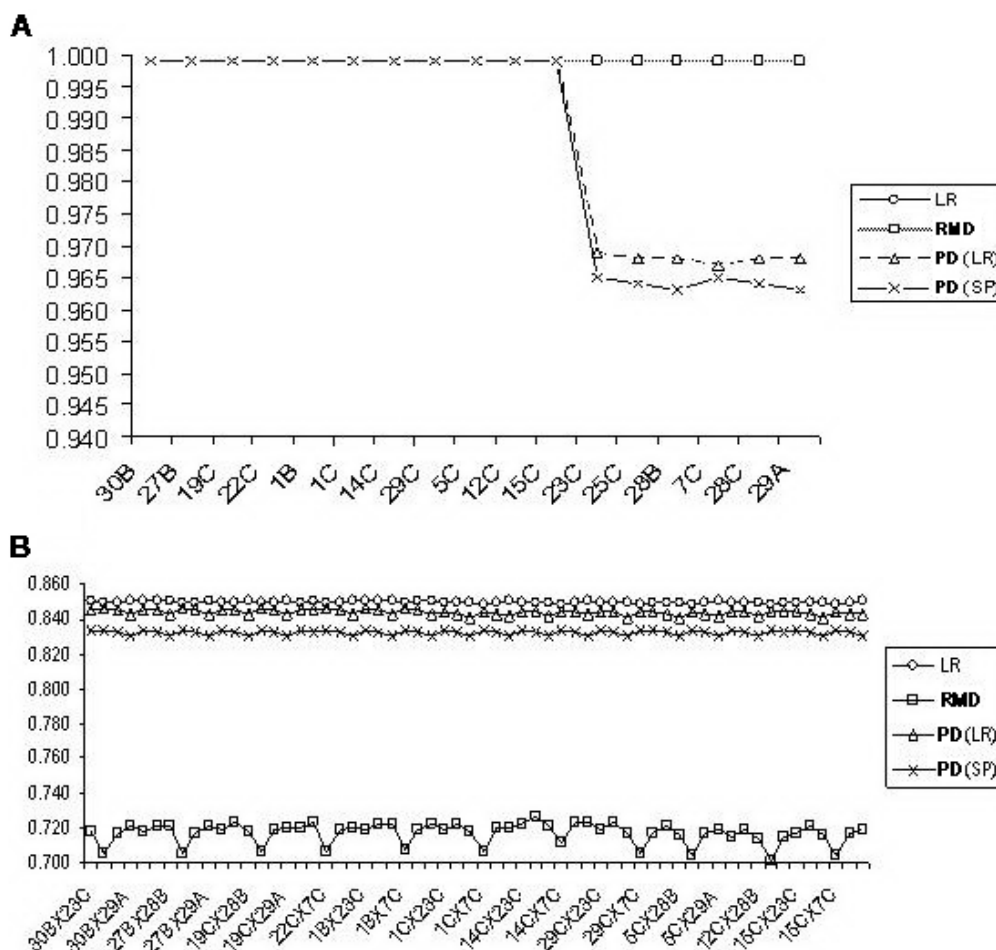 A
1.000
0.995
0.990
0.985
0.980
0.975
0.970
0.965
0.960
0.955
0.950
0.945
0.940
30B 27B 19C 22C 1B 1C 14C 29C 5C 12C 15C 23C 25C 28B 7C 28C 29A
LR
RMD
PD (LR)
PD (SP)
B
0.860
0.840
0.820
0.800
0.780
0.760
0.740
0.720
0.700
30BX23C 30BX29A 27BX28B 27BX29A 19CX28B 19CX29A 22CX7C 1BX23C 1BX7C 1CX23C 1CX7C 14CX23C 14CX7C 29CX23C 29CX7C 5CX28B 5CX29A 12CX28B 15CX23C 15CX7C
LR
RMD
PD (LR)
PD (SP)